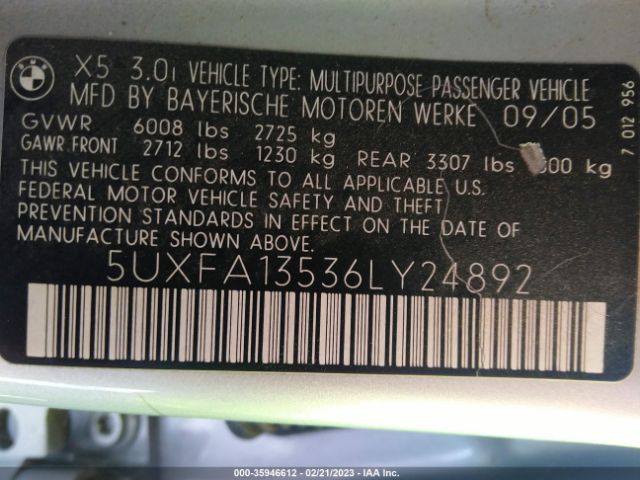 BMW
X5 3.0i VEHICLE TYPE: MULTIPURPOSE PASSENGER VEHICLE
MFD BY BAYERISCHE MOTOREN WERKE 09/05
GVWR 6008 lbs 2725 kg
GAWR FRONT 2712 lbs 1230 kg REAR 3307 lbs 00 kg
THIS VEHICLE CONFORMS TO ALL APPLICABLE U.S.
FEDERAL MOTOR VEHICLE SAFETY AND THEFT
PREVENTION STANDARDS IN EFFECT ON THE DATE OF
MANUFACTURE SHOWN ABOVE.
5UXFA13536LY24892
7 012 956
000-35946612 - 02/21/2023 - IAA Inc.